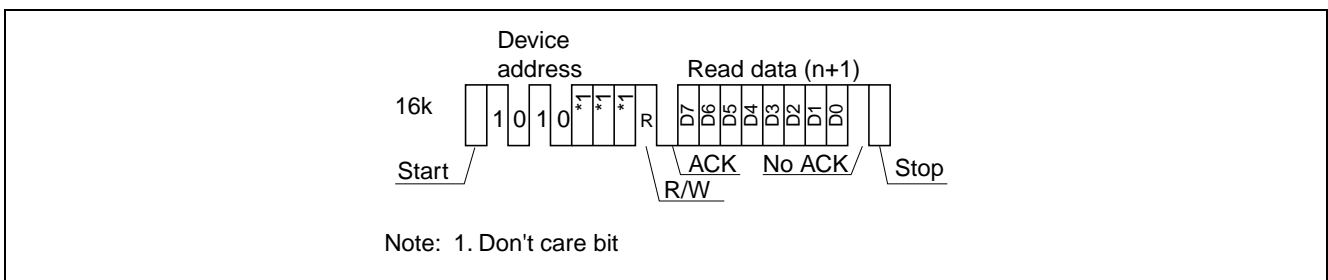 Device
address
Read data (n+1)
16k
1 0 1 0 *1 *1 *1 R D7 D6 D5 D4 D3 D2 D1 D0
Start
ACK
No ACK
Stop
R/W
Note: 1. Don't care bit